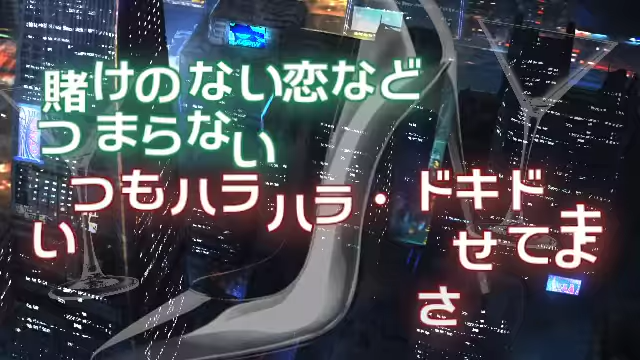 賭けのない恋など
つまらない
いつもハラハラ・ドキドキ
させてま